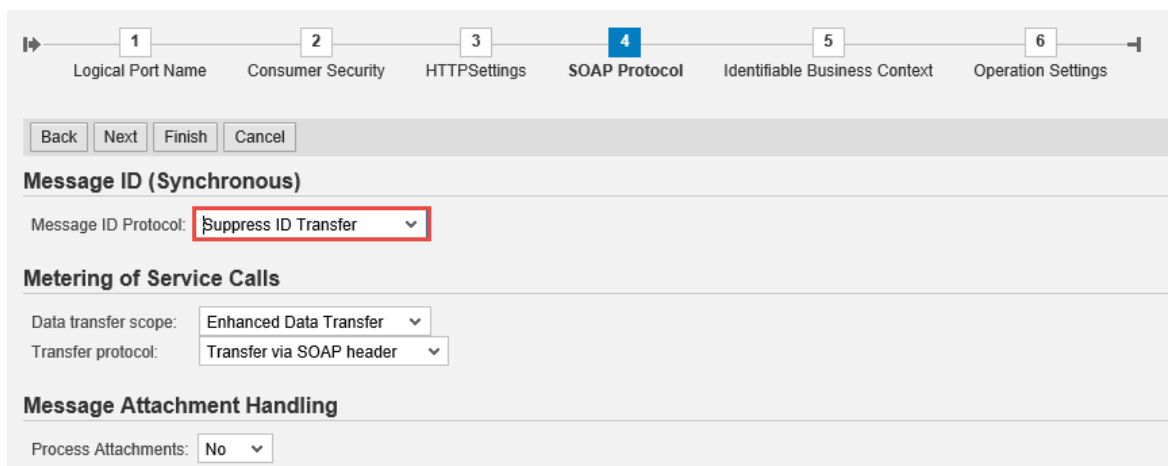 1 2 3 4 5 6
Logical Port Name Consumer Security HTTPSettings SOAP Protocol Identifiable Business Context Operation Settings
Back Next Finish Cancel
Message ID (Synchronous)
Message ID Protocol: Suppress ID Transfer
Metering of Service Calls
Data transfer scope: Enhanced Data Transfer
Transfer protocol: Transfer via SOAP header
Message Attachment Handling
Process Attachments: No